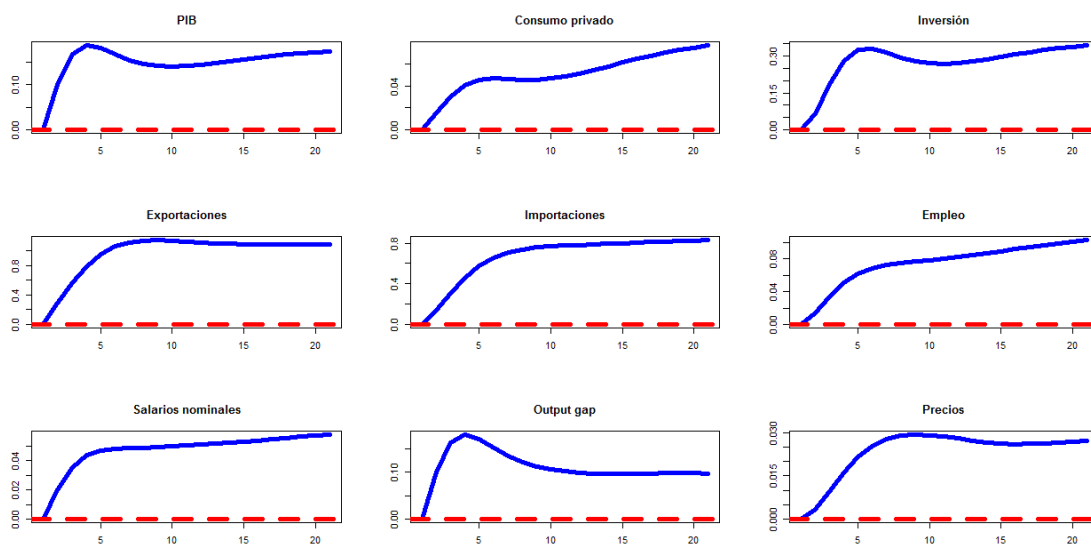 PIB
0.10
0.00
5 10 15 20
Consumo privado
0.04
0.00
5 10 15 20
Inversión
0.30
0.15
0.00
5 10 15 20
Exportaciones
0.8
0.4
0.0
5 10 15 20
Importaciones
0.8
0.4
0.0
5 10 15 20
Empleo
0.08
0.04
0.00
5 10 15 20
Salarios nominales
0.04
0.02
0.00
5 10 15 20
Output gap
0.10
0.00
5 10 15 20
Precios
0.030
0.015
0.000
5 10 15 20